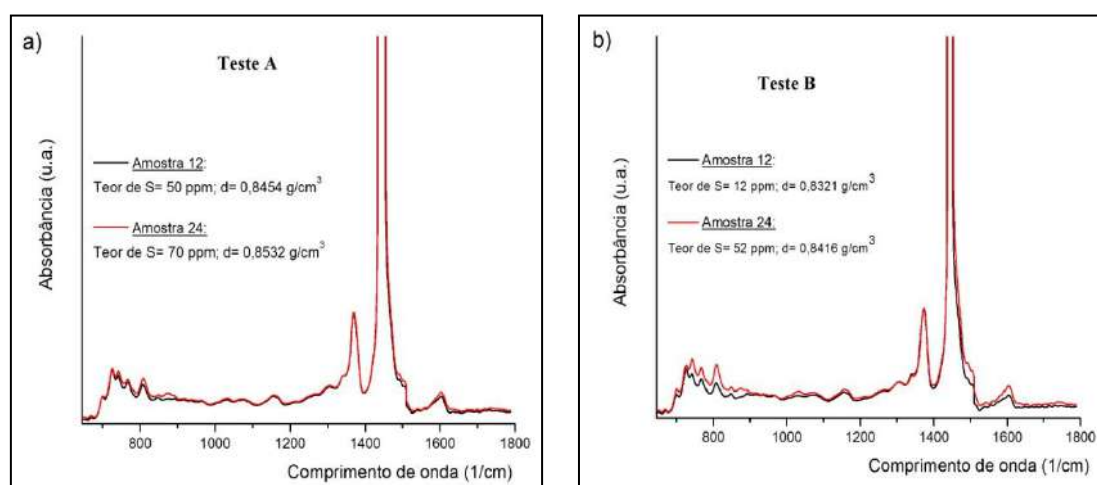 a)
Teste A
Absorbância (u.a.)
Amostra 12:
Teor de S= 50 ppm; d= 0,8454 g/cm³
Amostra 24:
Teor de S= 70 ppm; d= 0,8532 g/cm³
800 1000 1200 1400 1600 1800
Comprimento de onda (1/cm)
b)
Teste B
Absorbância (u.a.)
Amostra 12:
Teor de S= 12 ppm; d= 0,8321 g/cm³
Amostra 24:
Teor de S= 52 ppm; d= 0,8416 g/cm³
800 1000 1200 1400 1600 1800
Comprimento de onda (1/cm)